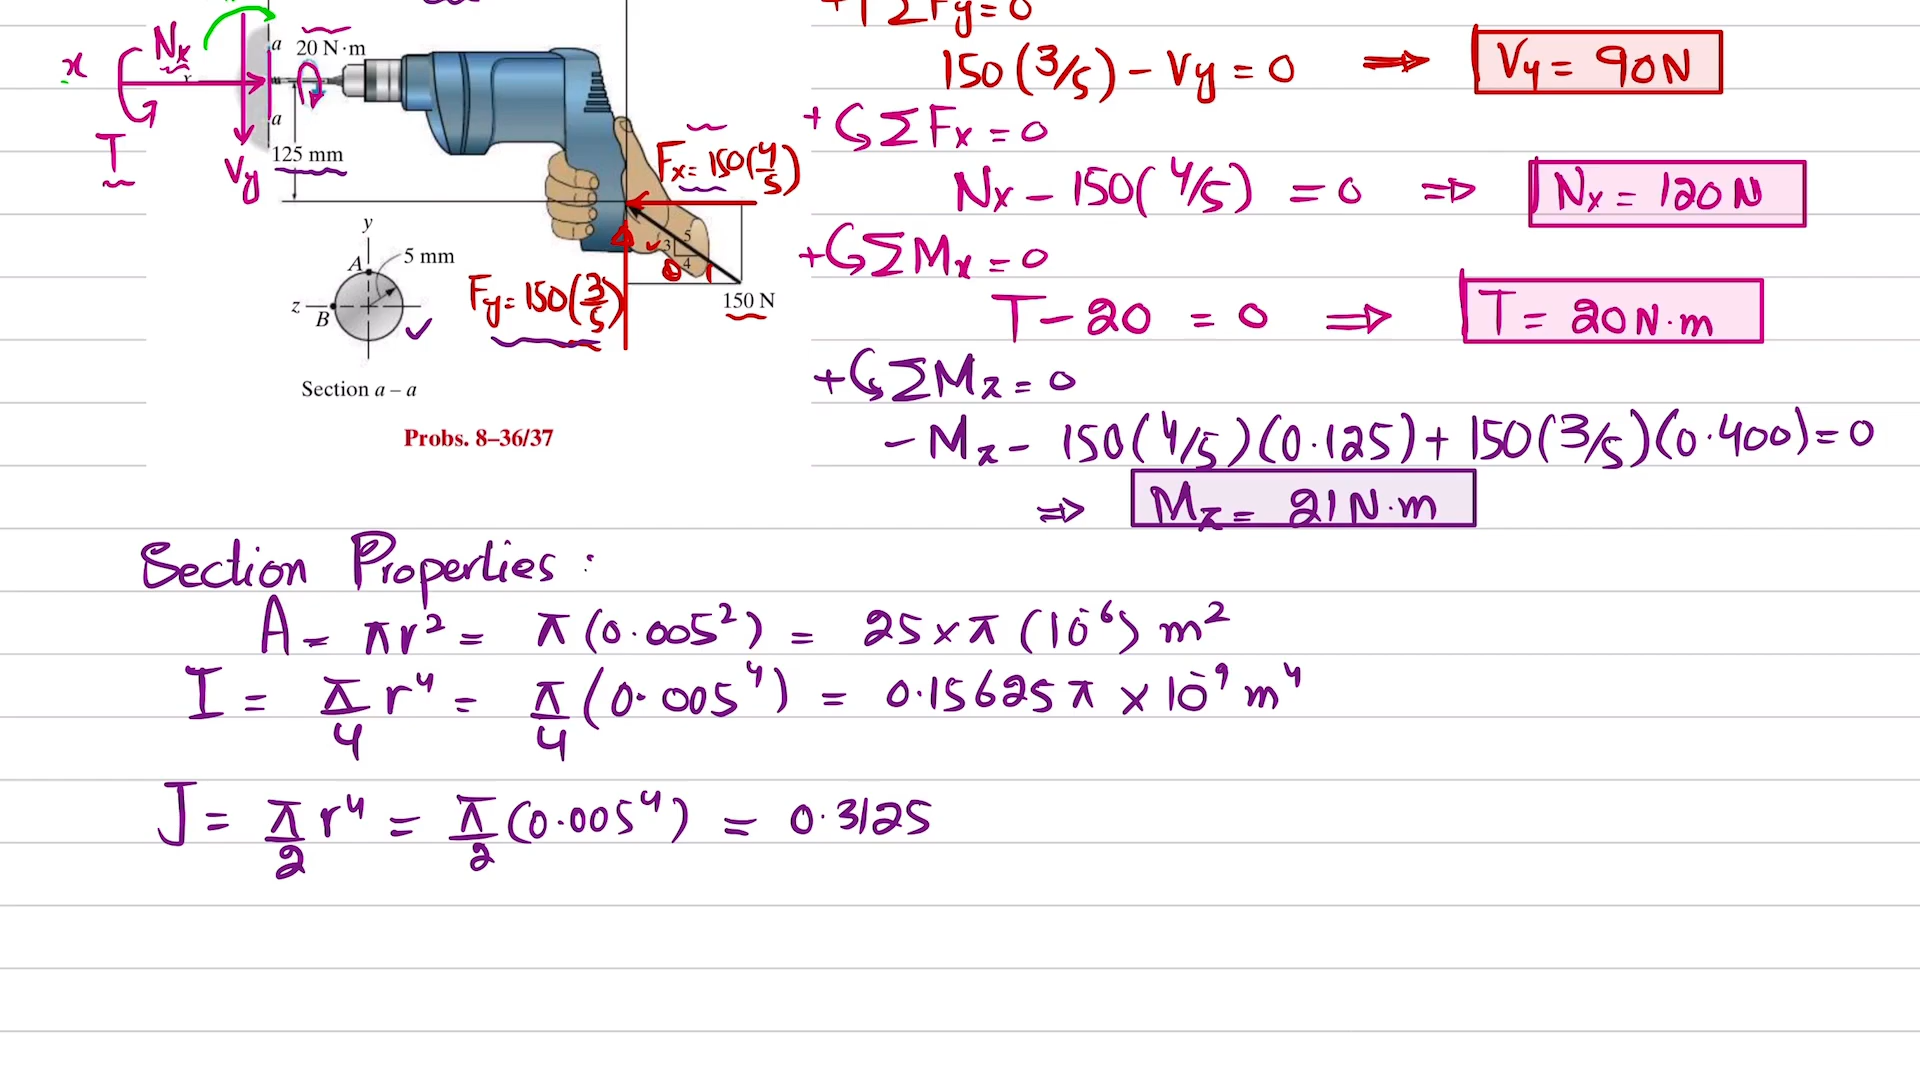 +↑ΣFy=0
150(3/5) - Vy = 0 ⇒ Vy = 90N
+ ΣFx = 0
Nx - 150(4/5) = 0 ⇒ Nx = 120N
+ ΣMx = 0
T - 20 = 0 ⇒ T = 20N·m
+ ΣMz = 0
-Mz - 150(4/5)(0.125) + 150(3/5)(0.400) = 0
⇒ Mz = 21N·m
x
Nx
T
Vy
a
20 N·m
a
125 mm
Fx = 150(4/5)
y
A
5 mm
z
B
3
5
4
Fy = 150(3/5)
150 N
Section a – a
Probs. 8–36/37
Section Properties :
A = πr² = π(0.005²) = 25×π(10⁻⁶) m²
I = π/4 r⁴ = π/4 (0.005⁴) = 0.15625π × 10⁻⁹ m⁴
J = π/2 r⁴ = π/2 (0.005⁴) = 0.3125